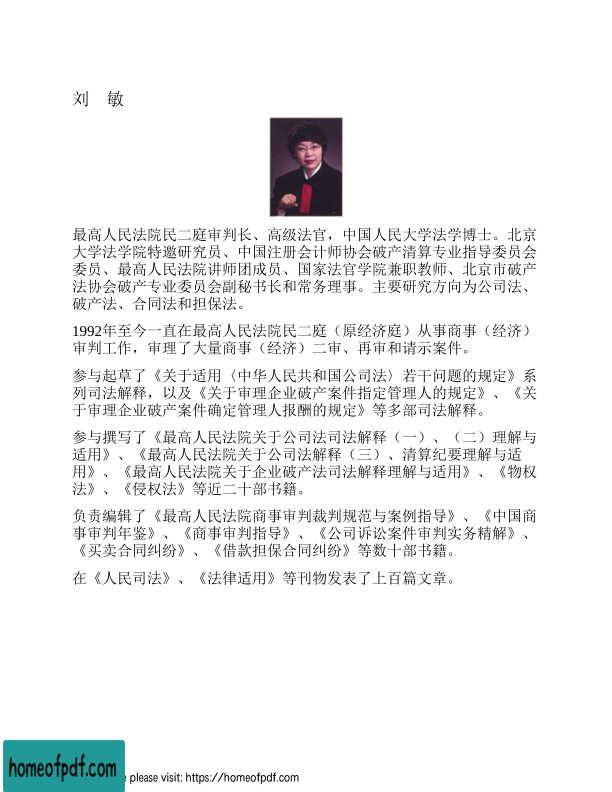 刘　敏
最高人民法院民二庭审判长、高级法官，中国人民大学法学博士。北京
大学法学院特邀研究员、中国注册会计师协会破产清算专业指导委员会
委员、最高人民法院讲师团成员、国家法官学院兼职教师、北京市破产
法协会破产专业委员会副秘书长和常务理事。主要研究方向为公司法、
破产法、合同法和担保法。
1992年至今一直在最高人民法院民二庭（原经济庭）从事商事（经济）
审判工作，审理了大量商事（经济）二审、再审和请示案件。
参与起草了《关于适用〈中华人民共和国公司法〉若干问题的规定》系
列司法解释，以及《关于审理企业破产案件指定管理人的规定》、《关
于审理企业破产案件确定管理人报酬的规定》等多部司法解释。
参与撰写了《最高人民法院关于公司法司法解释（一）、（二）理解与
适用》、《最高人民法院关于公司法解释（三）、清算纪要理解与适
用》、《最高人民法院关于企业破产法司法解释理解与适用》、《物权
法》、《侵权法》等近二十部书籍。
负责编辑了《最高人民法院商事审判裁判规范与案例指导》、《中国商
事审判年鉴》、《商事审判指导》、《公司诉讼案件审判实务精解》、
《买卖合同纠纷》、《借款担保合同纠纷》等数十部书籍。
在《人民司法》、《法律适用》等刊物发表了上百篇文章。
homeofpdf.com
e please visit: https://homeofpdf.com